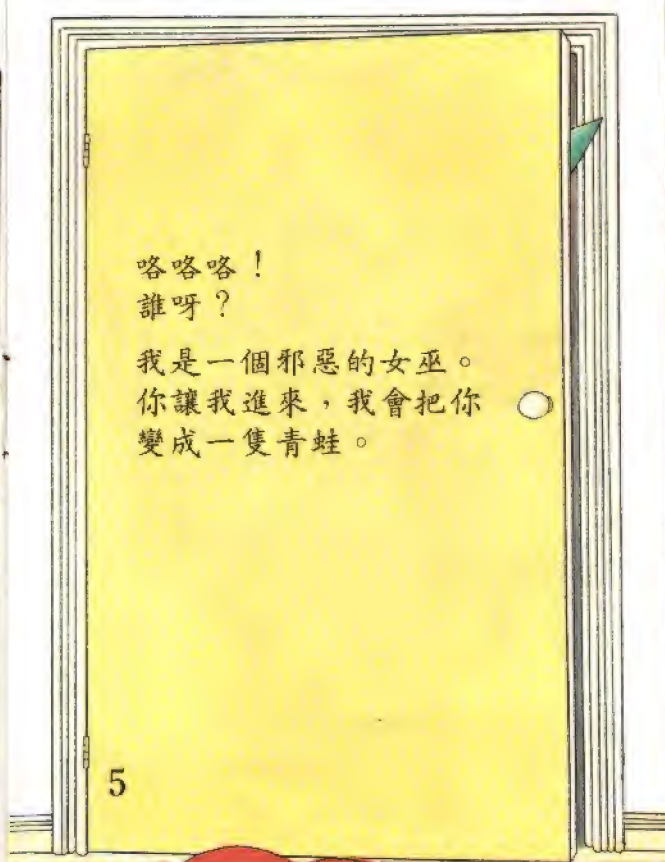 咯咯咯！
誰呀？
我是一個邪惡的女巫。
你讓我進來，我會把你
變成一隻青蛙。
5